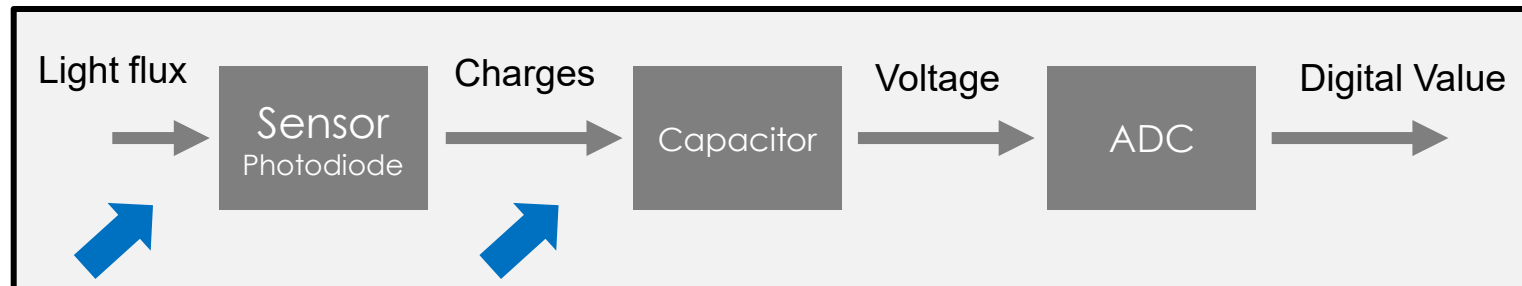 Light flux
Sensor
Photodiode
Charges
Capacitor
Voltage
ADC
Digital Value